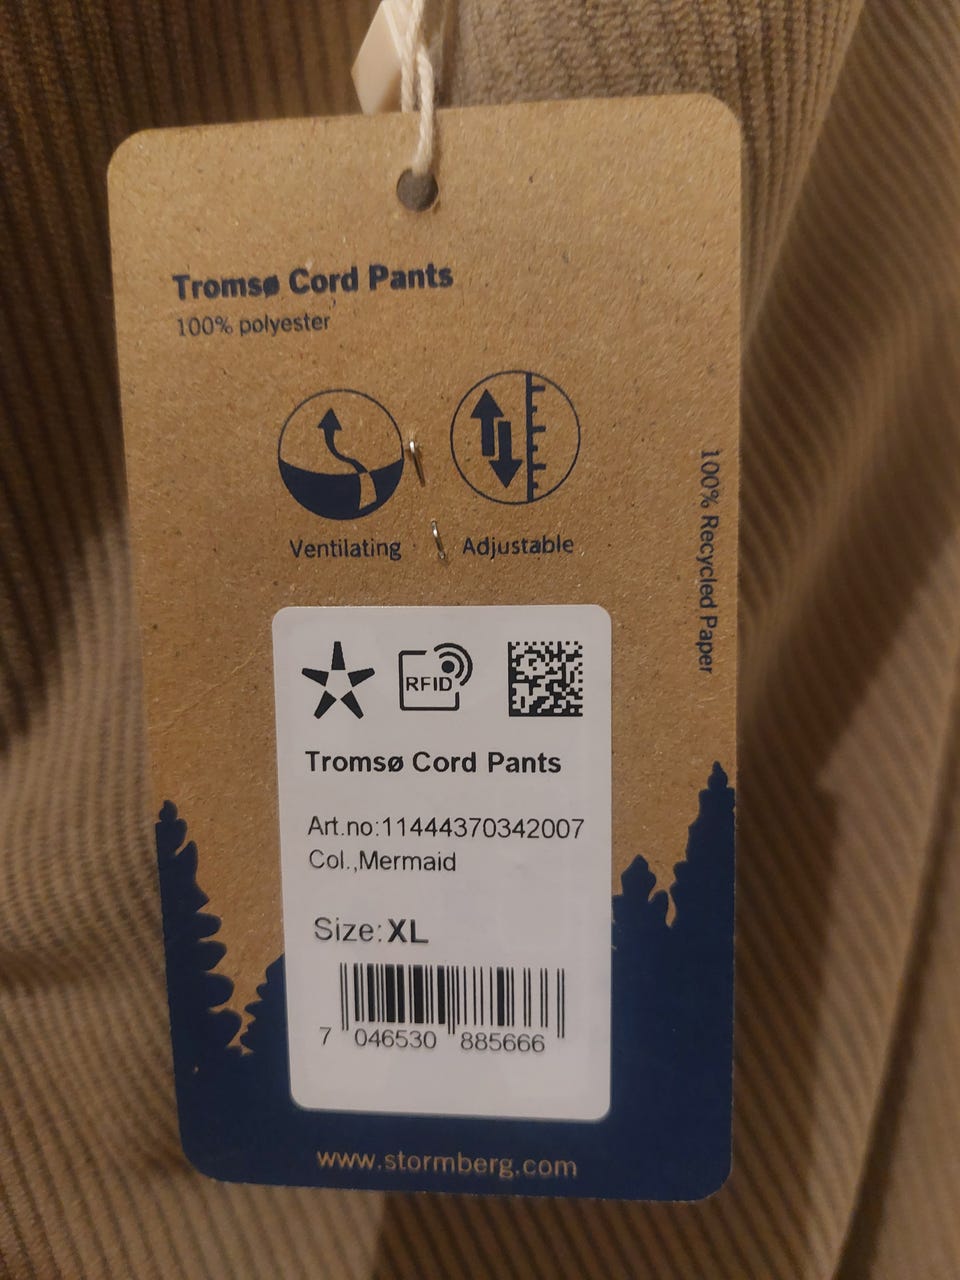 Tromsø Cord Pants
100% polyester
Ventilating
Adjustable
100% Recycled Paper
RFID
Tromsø Cord Pants
Art.no:11444370342007
Col.,Mermaid
Size:XL
7 046530 885666
www.stormberg.com